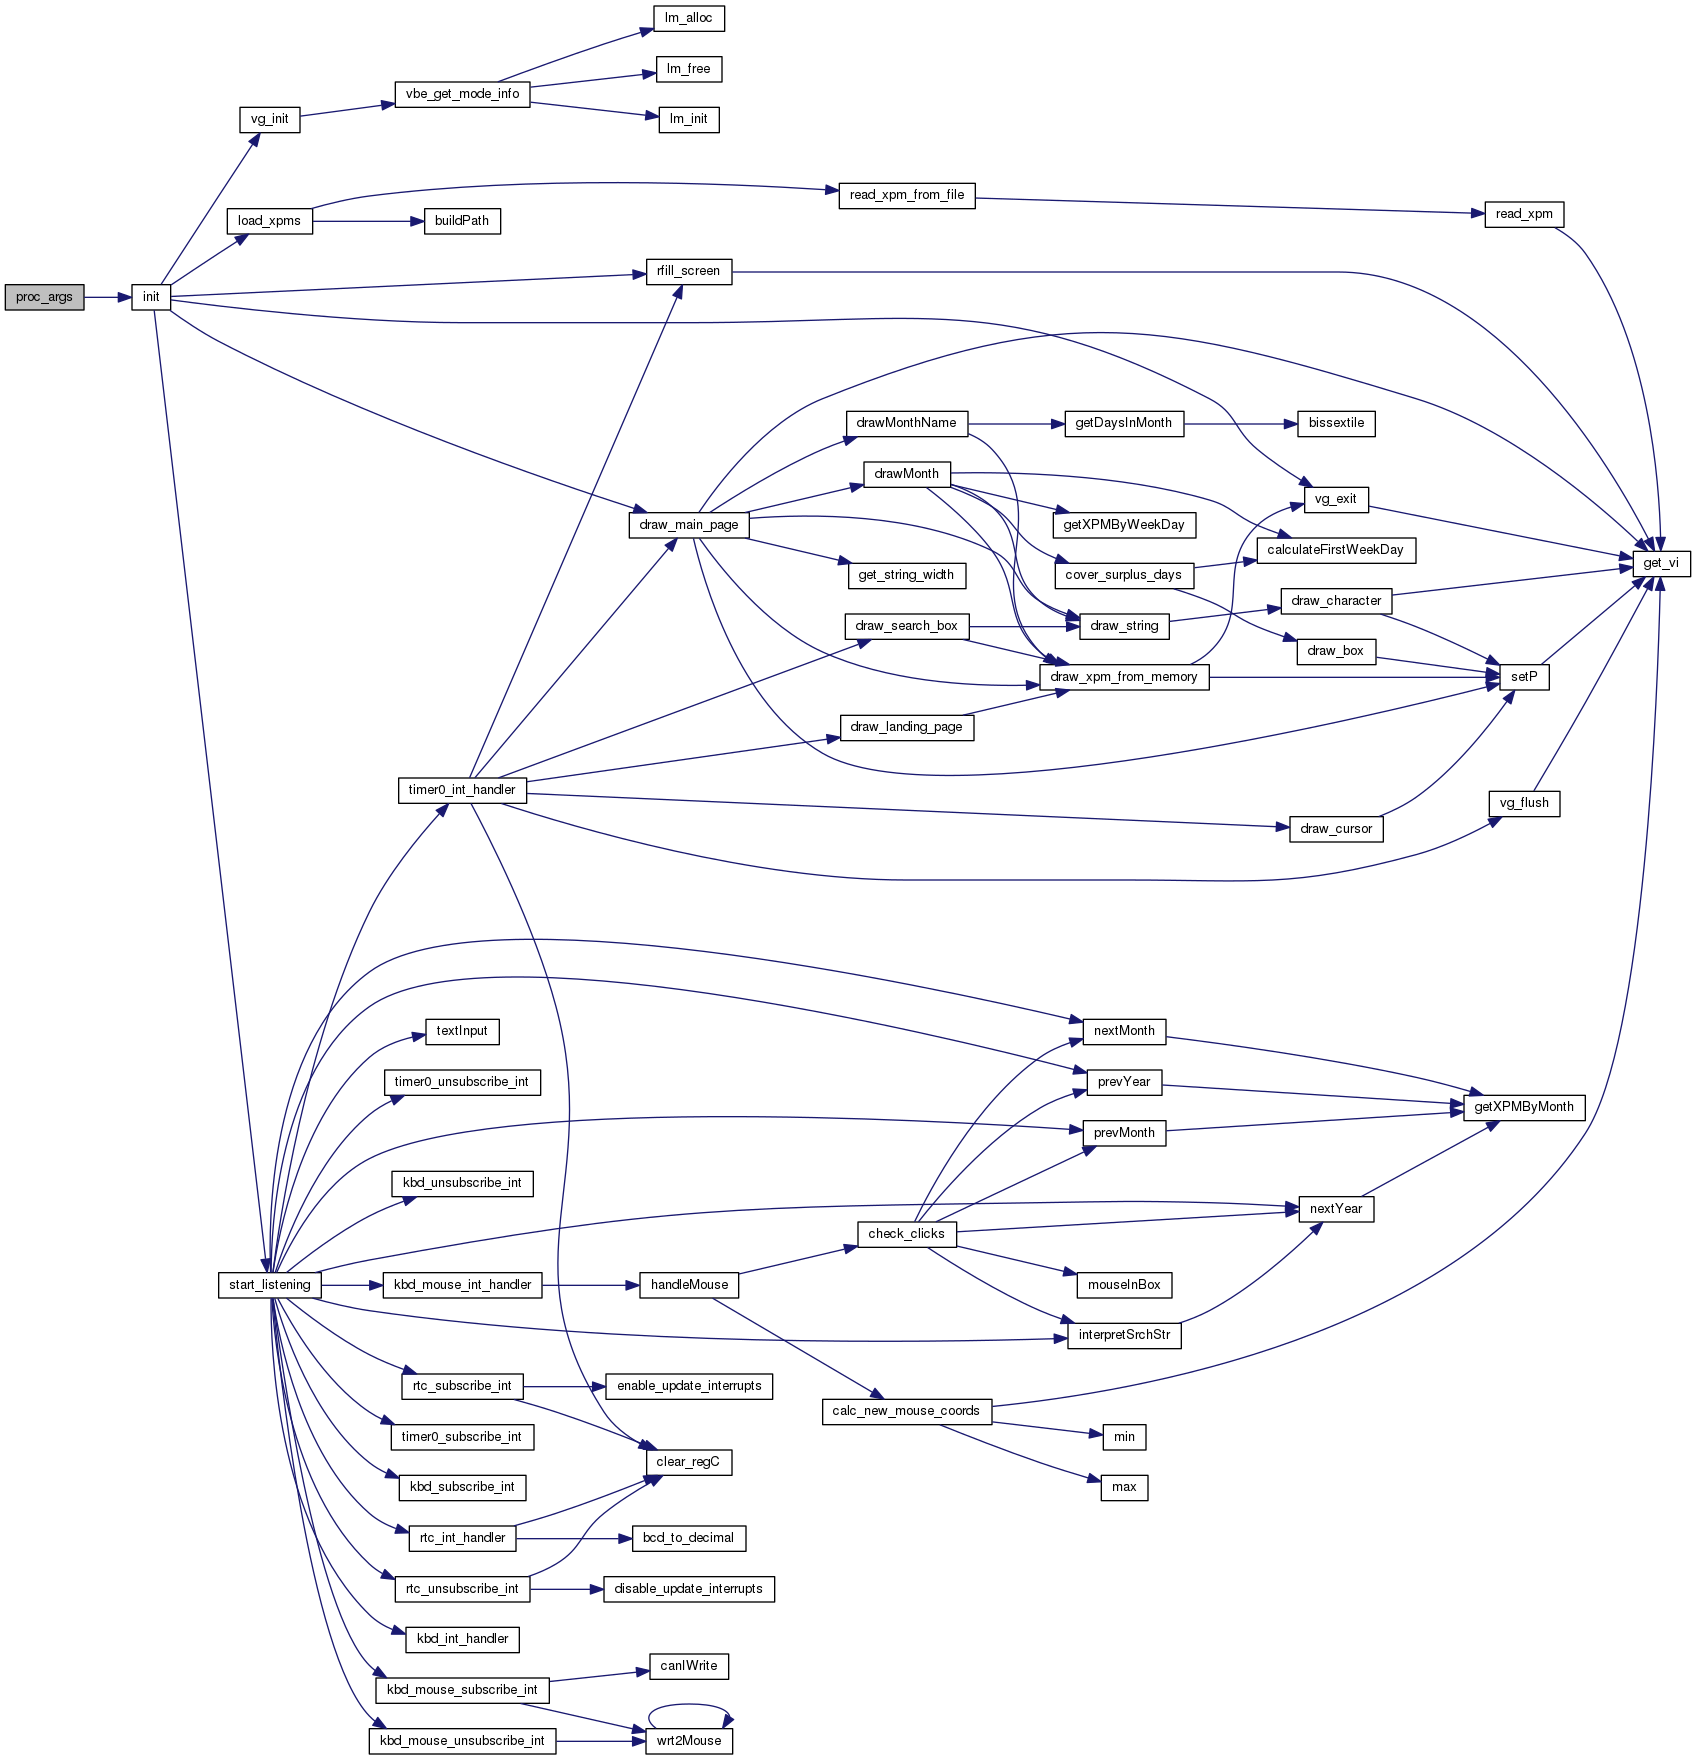 lm_alloc
lm_free
vbe_get_mode_info
vg_init
lm_init
read_xpm_from_file
load_xpms
buildPath
read_xpm
rfill_screen
proc_args
init
drawMonthName
getDaysInMonth
bissextile
drawMonth
vg_exit
draw_main_page
getXPMByWeekDay
calculateFirstWeekDay
get_vi
get_string_width
cover_surplus_days
draw_character
draw_search_box
draw_string
draw_box
draw_xpm_from_memory
setP
draw_landing_page
timer0_int_handler
vg_flush
draw_cursor
textInput
nextMonth
timer0_unsubscribe_int
prevYear
getXPMByMonth
prevMonth
kbd_unsubscribe_int
nextYear
check_clicks
start_listening
kbd_mouse_int_handler
handleMouse
mouseInBox
interpretSrchStr
rtc_subscribe_int
enable_update_interrupts
calc_new_mouse_coords
timer0_subscribe_int
min
clear_regC
kbd_subscribe_int
max
rtc_int_handler
bcd_to_decimal
rtc_unsubscribe_int
disable_update_interrupts
kbd_int_handler
canIWrite
kbd_mouse_subscribe_int
kbd_mouse_unsubscribe_int
wrt2Mouse